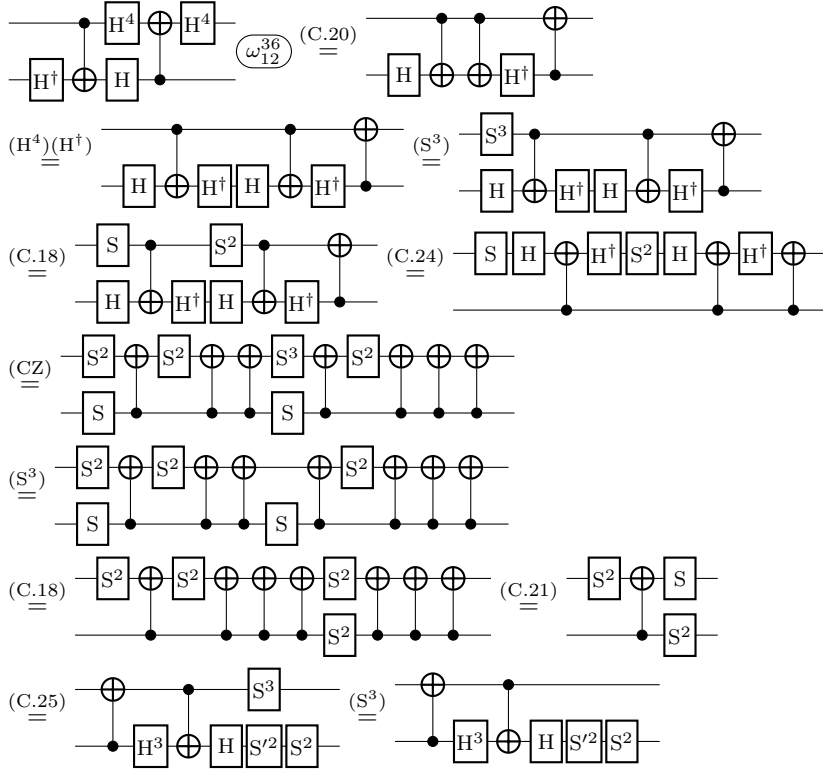 H⁴ H⁴
H† H ω₁₂³⁶ (C.20) = H H†
(H⁴)(H†) = H H† H H† (S³) = S³ H H† H H†
(C.18) = S S² H H† H H† (C.24) = S H H† S² H H†
(CZ) = S² S² S³ S² S S
(S³) = S² S² S² S S
(C.18) = S² S² S² S² (C.21) = S² S S²
(C.25) = S³ H³ H S′² S² (S³) = H³ H S′² S²